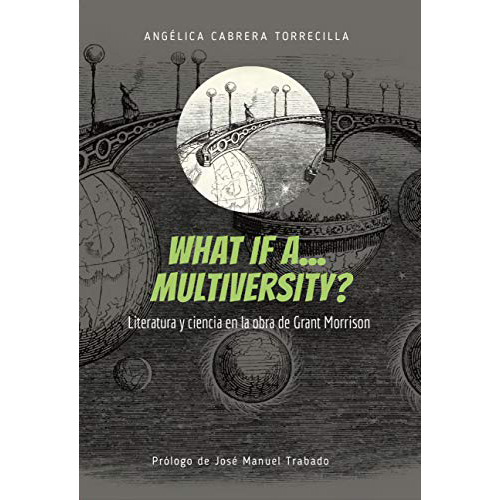 ANGÉLICA CABRERA TORRECILLA
WHAT IF A...
MULTIVERSITY?
Literatura y ciencia en la obra de Grant Morrison
Prólogo de José Manuel Trabado